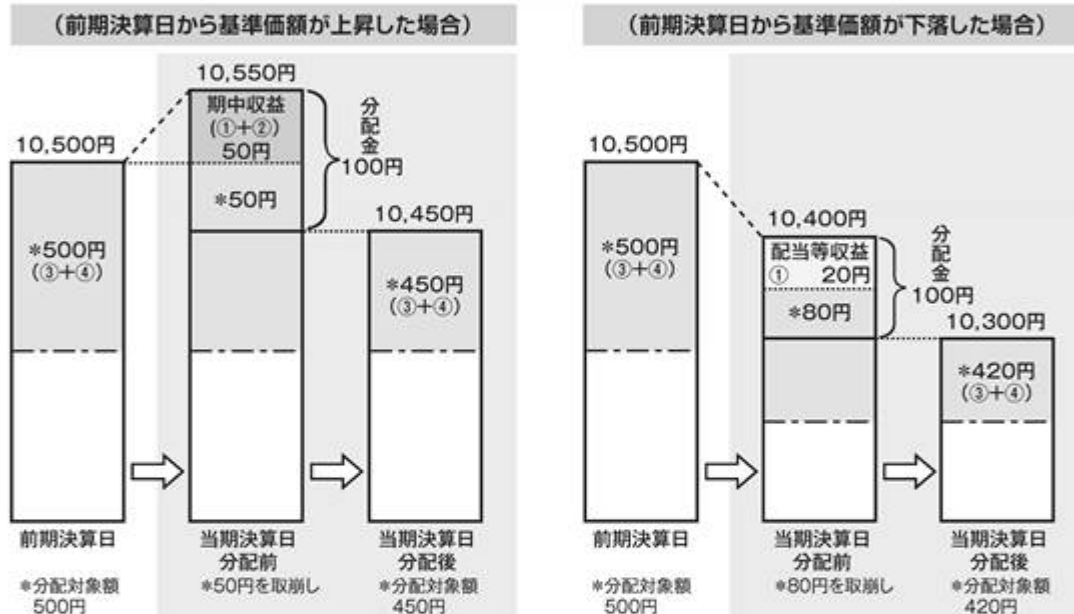 （前期決算日から基準価額が上昇した場合）
10,550円
期中収益
（①＋②）
50円
*50円
分配金
100円
10,500円
*500円
（③＋④）
10,450円
*450円
（③＋④）
前期決算日
*分配対象額
500円
当期決算日
分配前
*50円を取崩し
当期決算日
分配後
*分配対象額
450円
（前期決算日から基準価額が下落した場合）
10,500円
*500円
（③＋④）
10,400円
配当等収益
① 20円
*80円
分配金
100円
10,300円
*420円
（③＋④）
前期決算日
*分配対象額
500円
当期決算日
分配前
*80円を取崩し
当期決算日
分配後
*分配対象額
420円